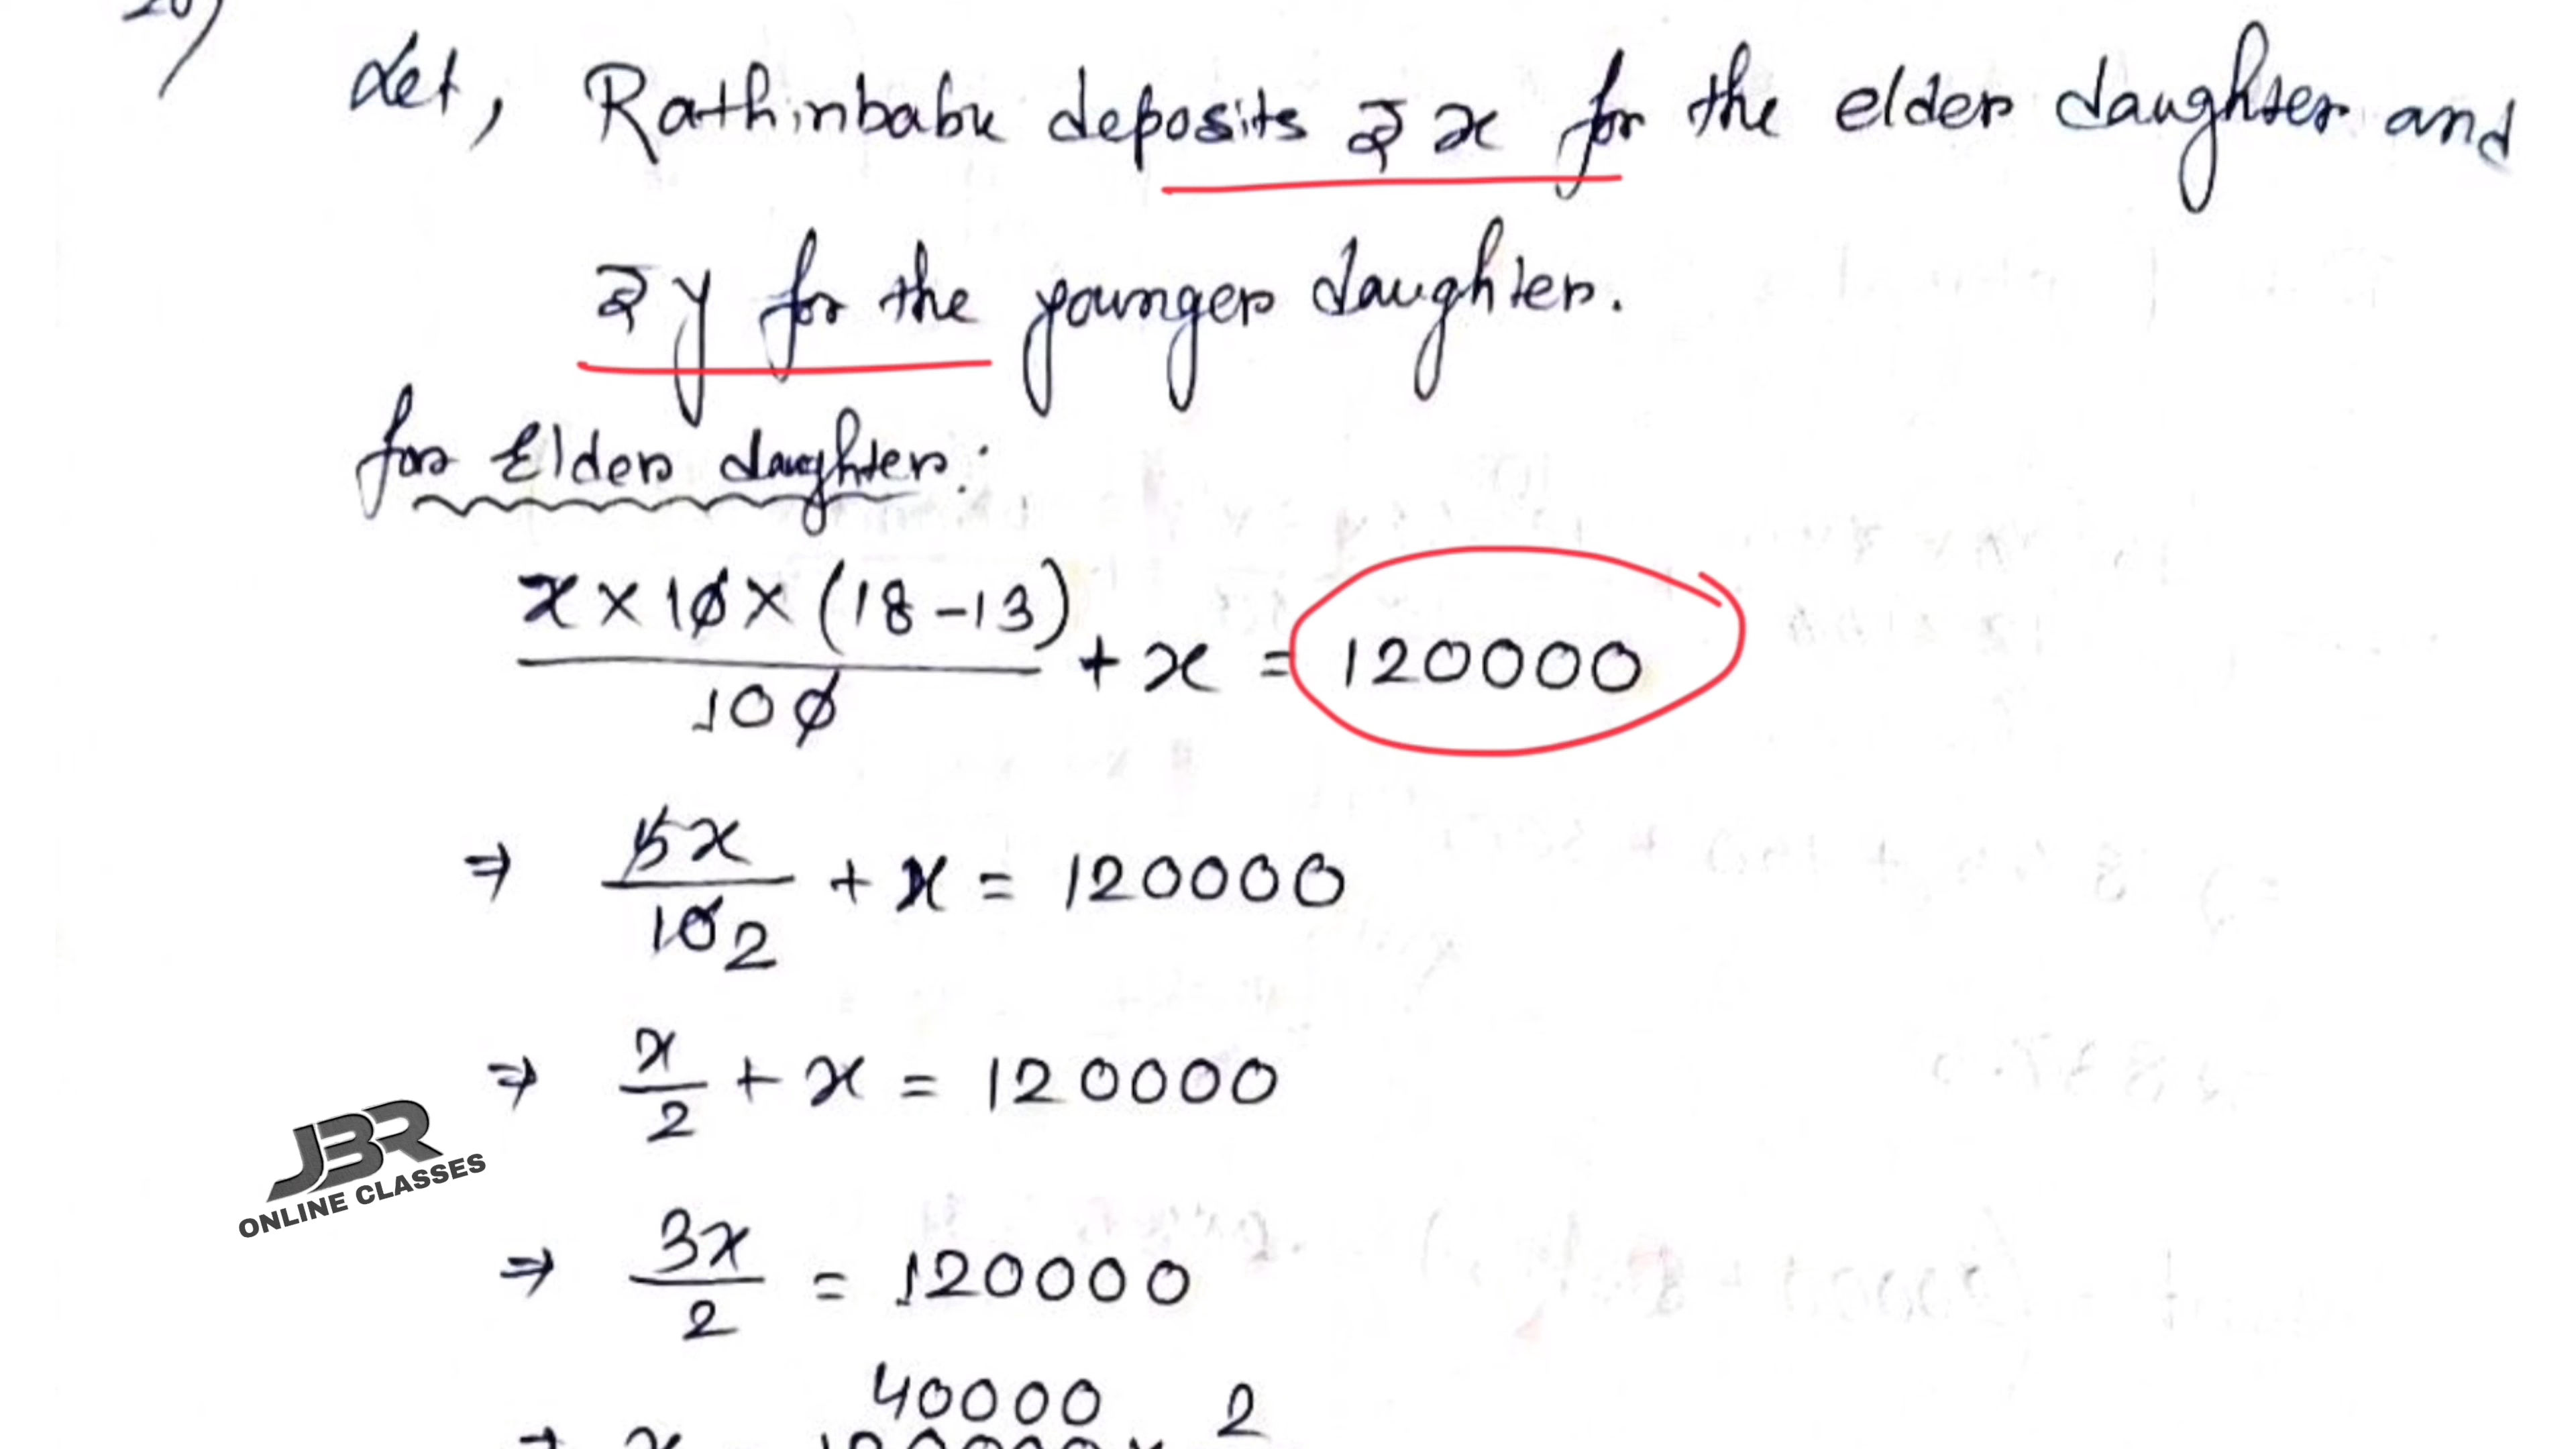 Let, Rathinbabu deposits ₹ x for the elder daughter and
₹ y for the younger daughter.
for Elder daughter:
x × 10 × (18 - 13) / 100 + x = 120000
⇒ 5x / 10 2 + x = 120000
⇒ x / 2 + x = 120000
⇒ 3x / 2 = 120000
40000 2
JBR
ONLINE CLASSES